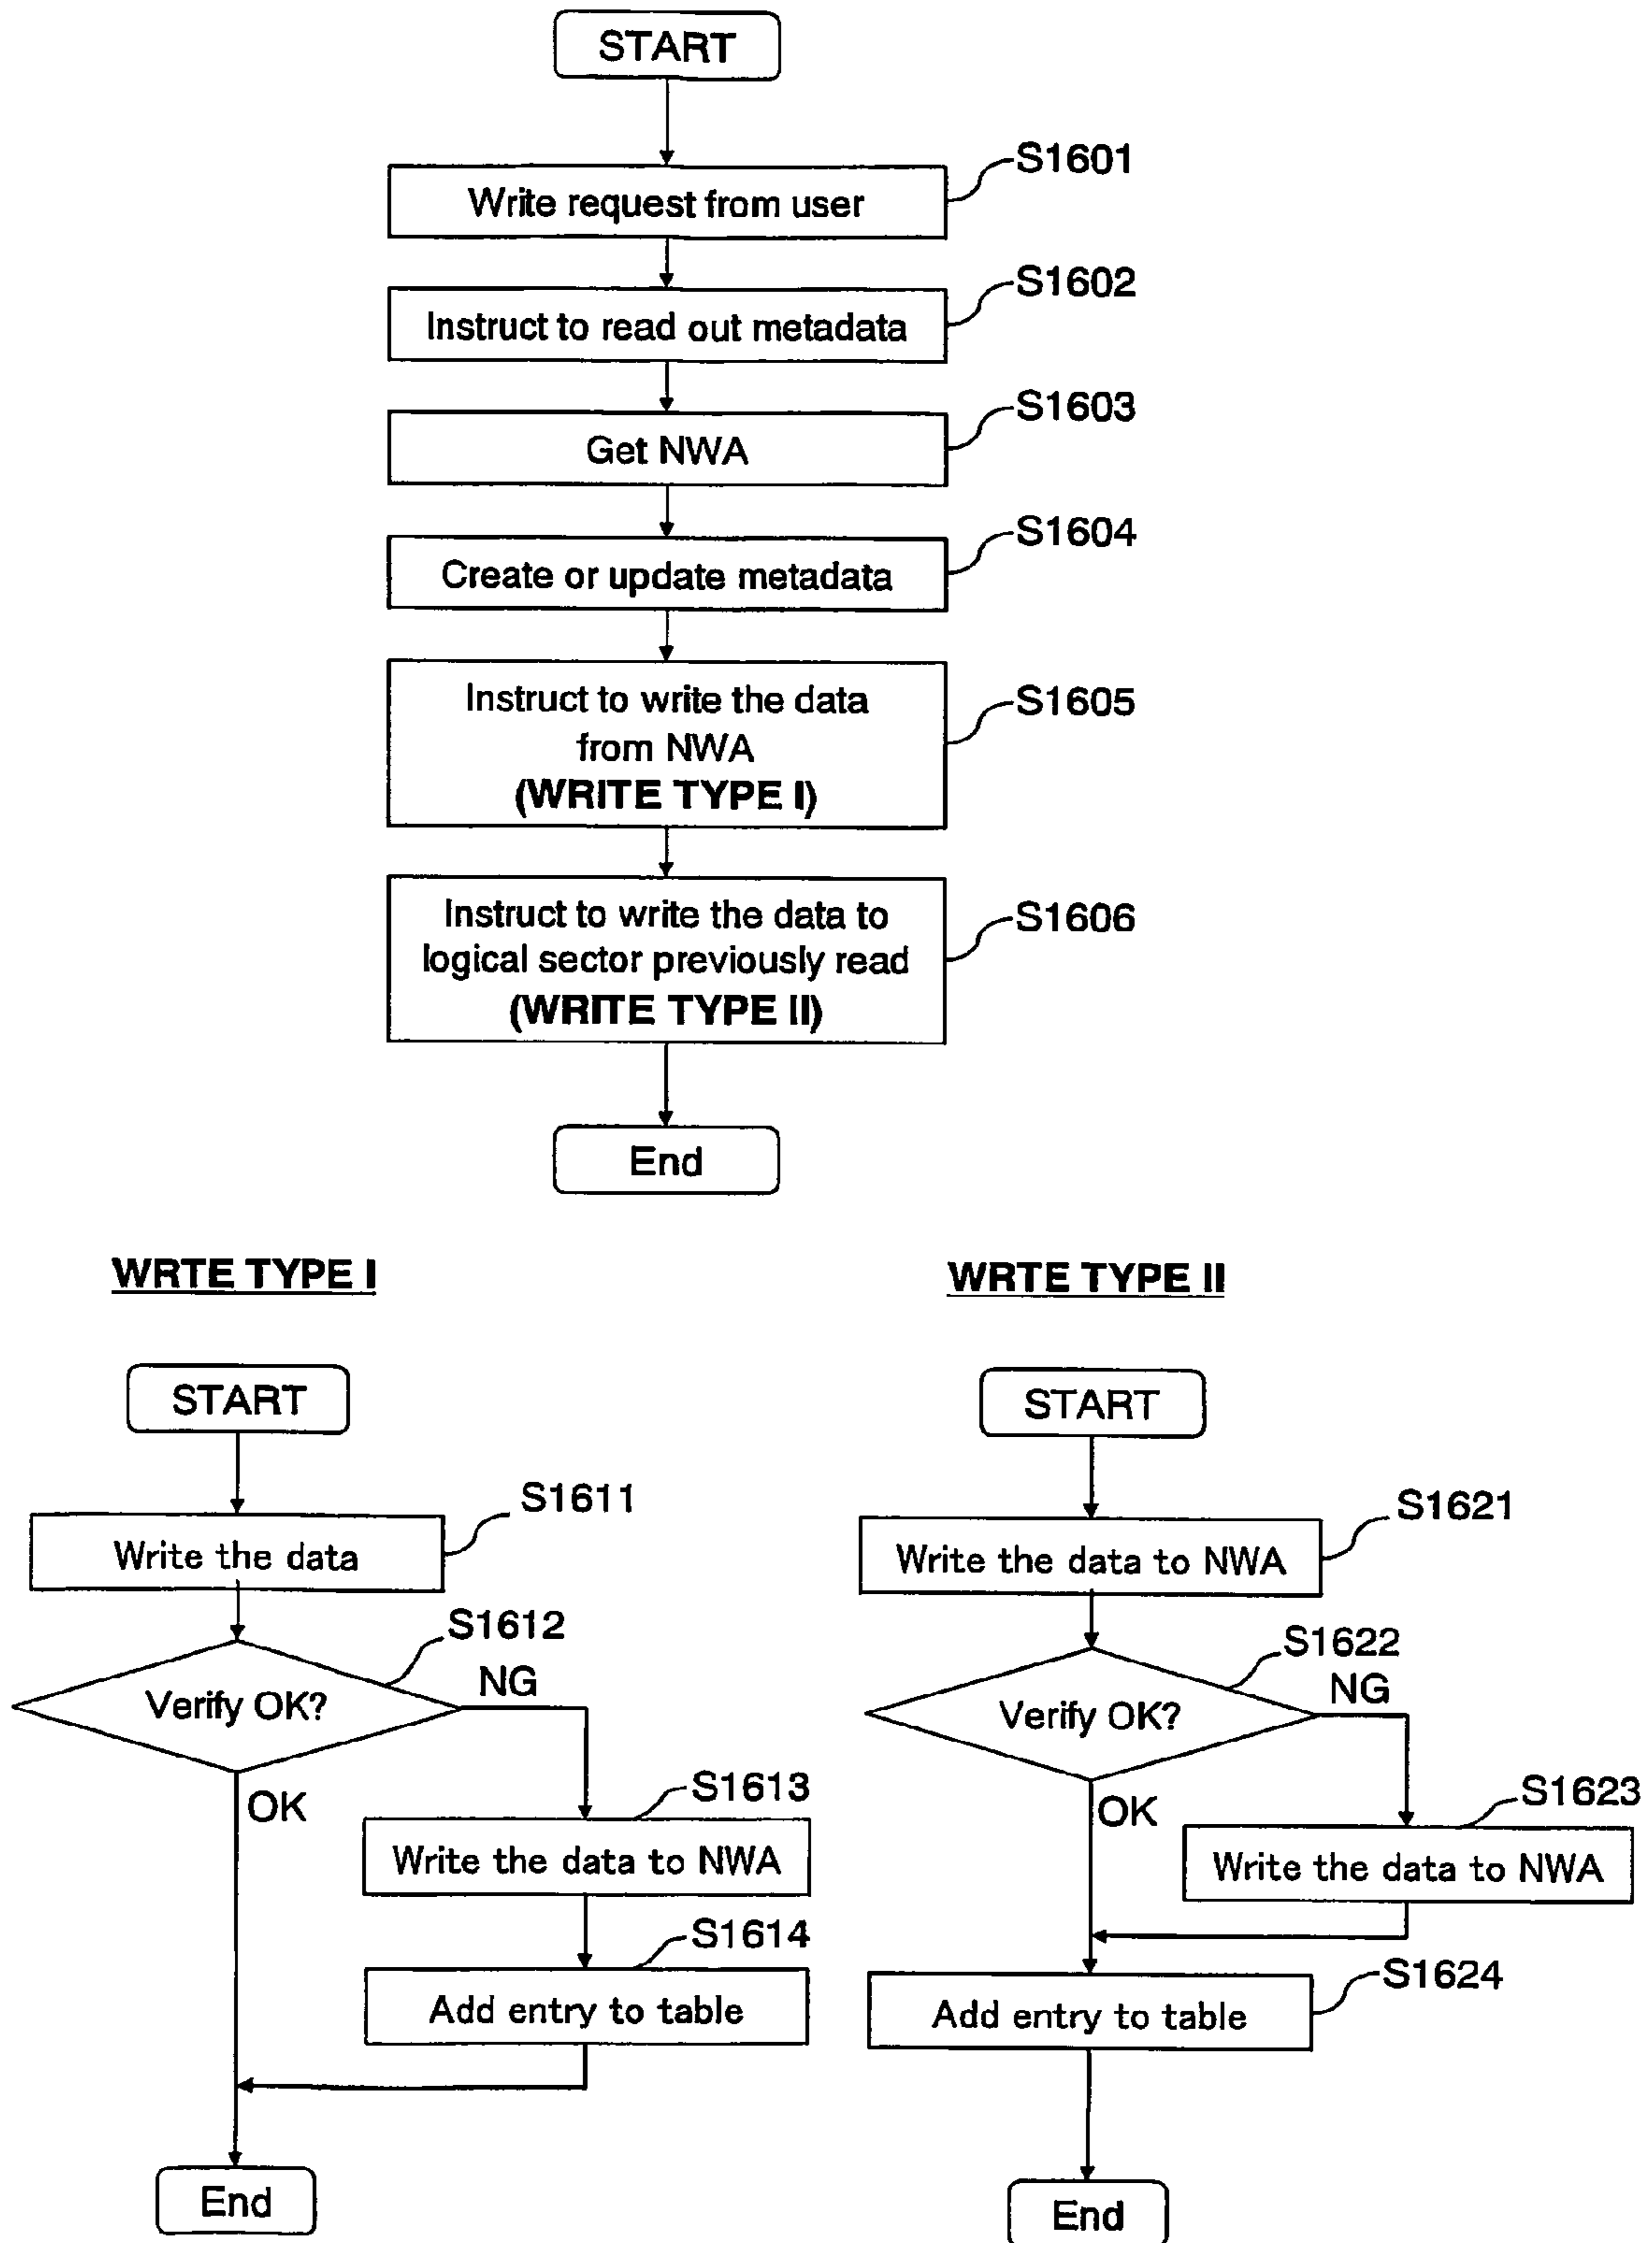 START
S1601
Write request from user
S1602
Instruct to read out metadata
S1603
Get NWA
S1604
Create or update metadata
S1605
Instruct to write the data
from NWA
(WRITE TYPE I)
S1606
Instruct to write the data to
logical sector previously read
(WRITE TYPE II)
End
WRTE TYPE I
START
S1611
Write the data
S1612
Verify OK?
NG
OK
S1613
Write the data to NWA
S1614
Add entry to table
End
WRTE TYPE II
START
S1621
Write the data to NWA
S1622
Verify OK?
NG
OK
S1623
Write the data to NWA
S1624
Add entry to table
End